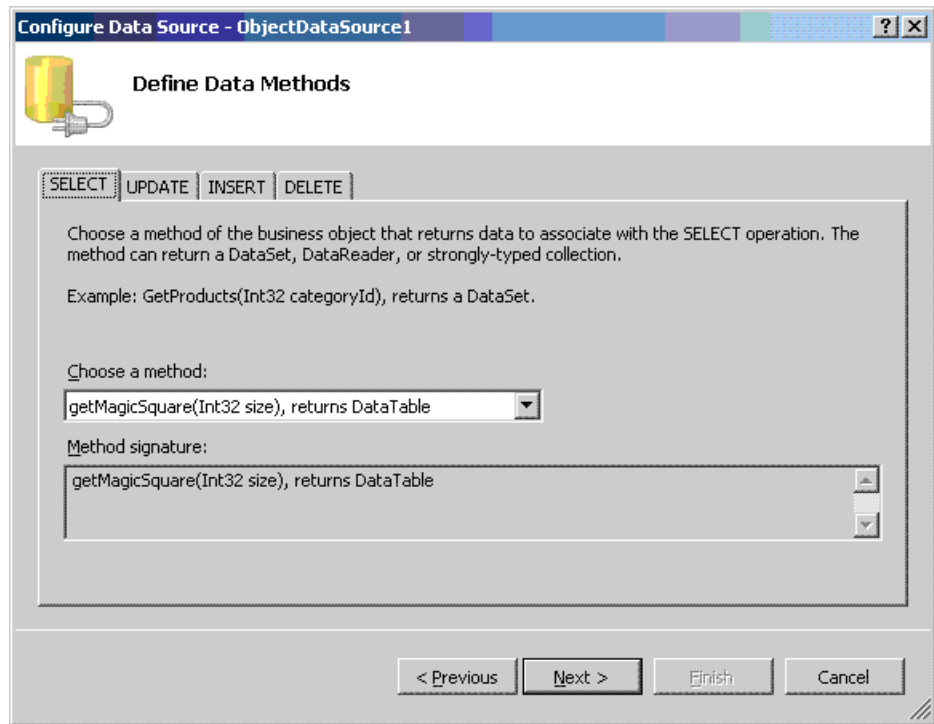 Configure Data Source - ObjectDataSource1
Define Data Methods
SELECT UPDATE INSERT DELETE
Choose a method of the business object that returns data to associate with the SELECT operation. The
method can return a DataSet, DataReader, or strongly-typed collection.
Example: GetProducts(Int32 categoryId), returns a DataSet.
Choose a method:
getMagicSquare(Int32 size), returns DataTable
Method signature:
getMagicSquare(Int32 size), returns DataTable
< Previous Next > Finish Cancel